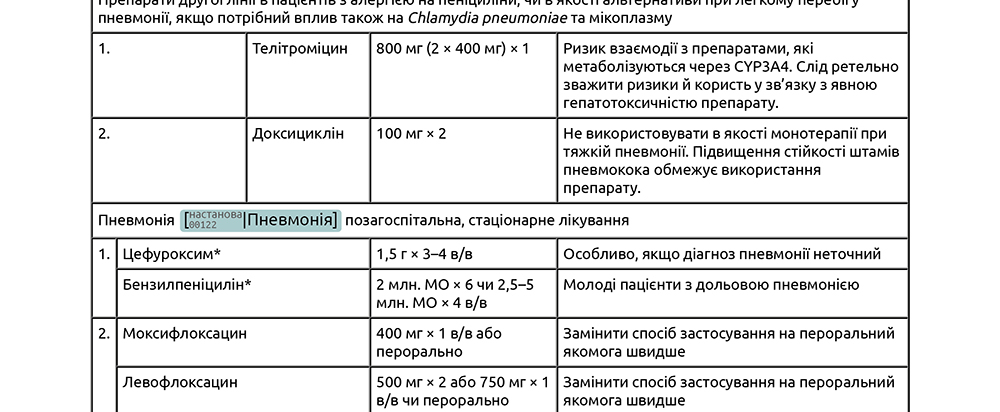 Препарати другої лінії в пацієнтів з алергією на пеніциліни, чи в якості альтернативи при легкому перебігу
пневмонії, якщо потрібний вплив також на Chlamydia pneumoniae та мікоплазму
1. Телітроміцин 800 мг (2 × 400 мг) × 1 Ризик взаємодії з препаратами, які
метаболізуються через CYP3A4. Слід ретельно
зважити ризики й користь у зв’язку з явною
гепатотоксичністю препарату.
2. Доксициклін 100 мг × 2 Не використовувати в якості монотерапії при
тяжкій пневмонії. Підвищення стійкості штамів
пневмокока обмежує використання
препарату.
Пневмонія [настанова 00122|Пневмонія] позагоспітальна, стаціонарне лікування
1. Цефуроксим* 1,5 г × 3–4 в/в Особливо, якщо діагноз пневмонії неточний
Бензилпеніцилін* 2 млн. МО × 6 чи 2,5–5 Молоді пацієнти з дольовою пневмонією
млн. МО × 4 в/в
2. Моксифлоксацин 400 мг × 1 в/в або Замінити спосіб застосування на пероральний
перорально якомога швидше
Левофлоксацин 500 мг × 2 або 750 мг × 1 Замінити спосіб застосування на пероральний
в/в чи перорально якомога швидше